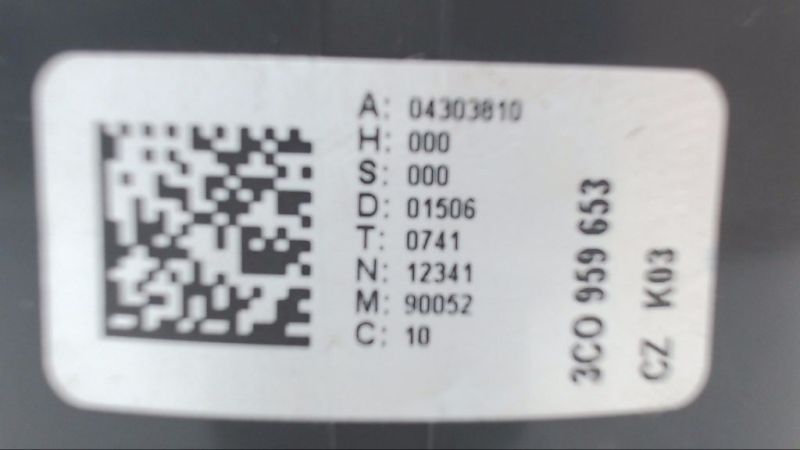 A: 04303810
H: 000
S: 000
D: 01506
T: 0741
N: 12341
M: 90052
C: 10
3C0 959 653
CZ K03